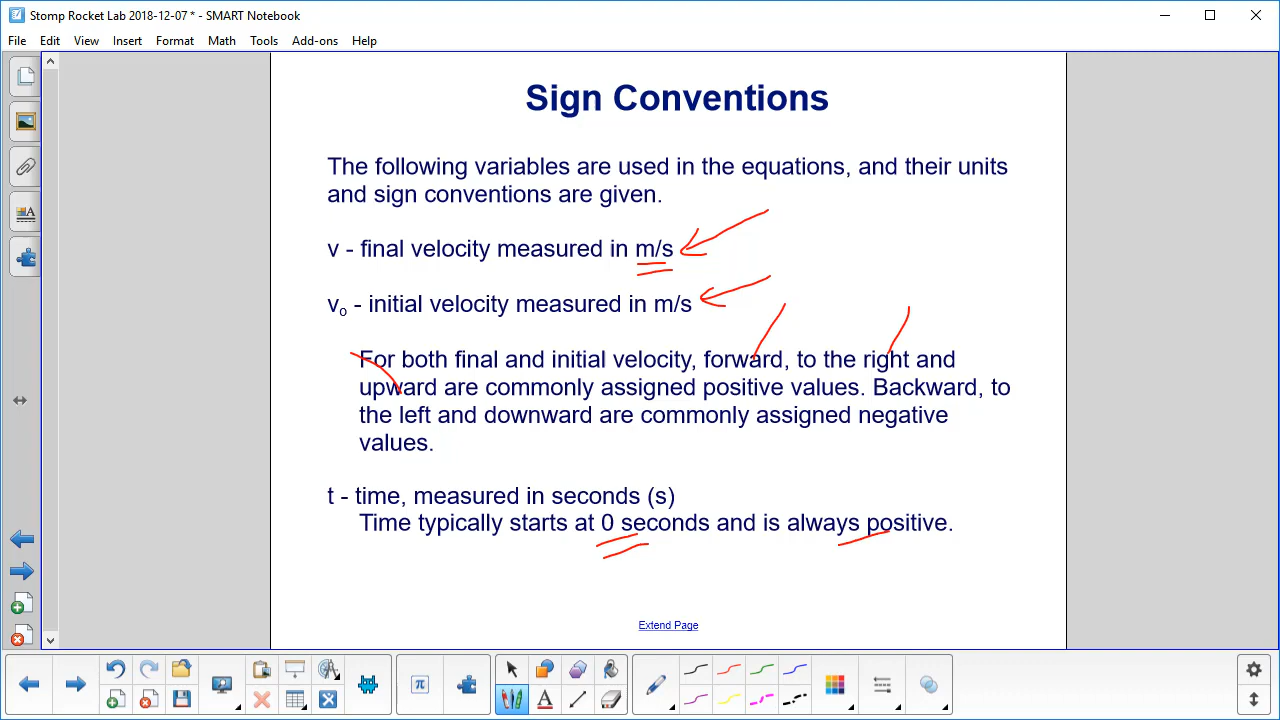 Stomp Rocket Lab 2018-12-07 * - SMART Notebook
File Edit View Insert Format Math Tools Add-ons Help
Sign Conventions
The following variables are used in the equations, and their units
and sign conventions are given.
v - final velocity measured in m/s
vo - initial velocity measured in m/s
For both final and initial velocity, forward, to the right and
upward are commonly assigned positive values. Backward, to
the left and downward are commonly assigned negative
values.
t - time, measured in seconds (s)
Time typically starts at 0 seconds and is always positive.
Extend Page
π
A